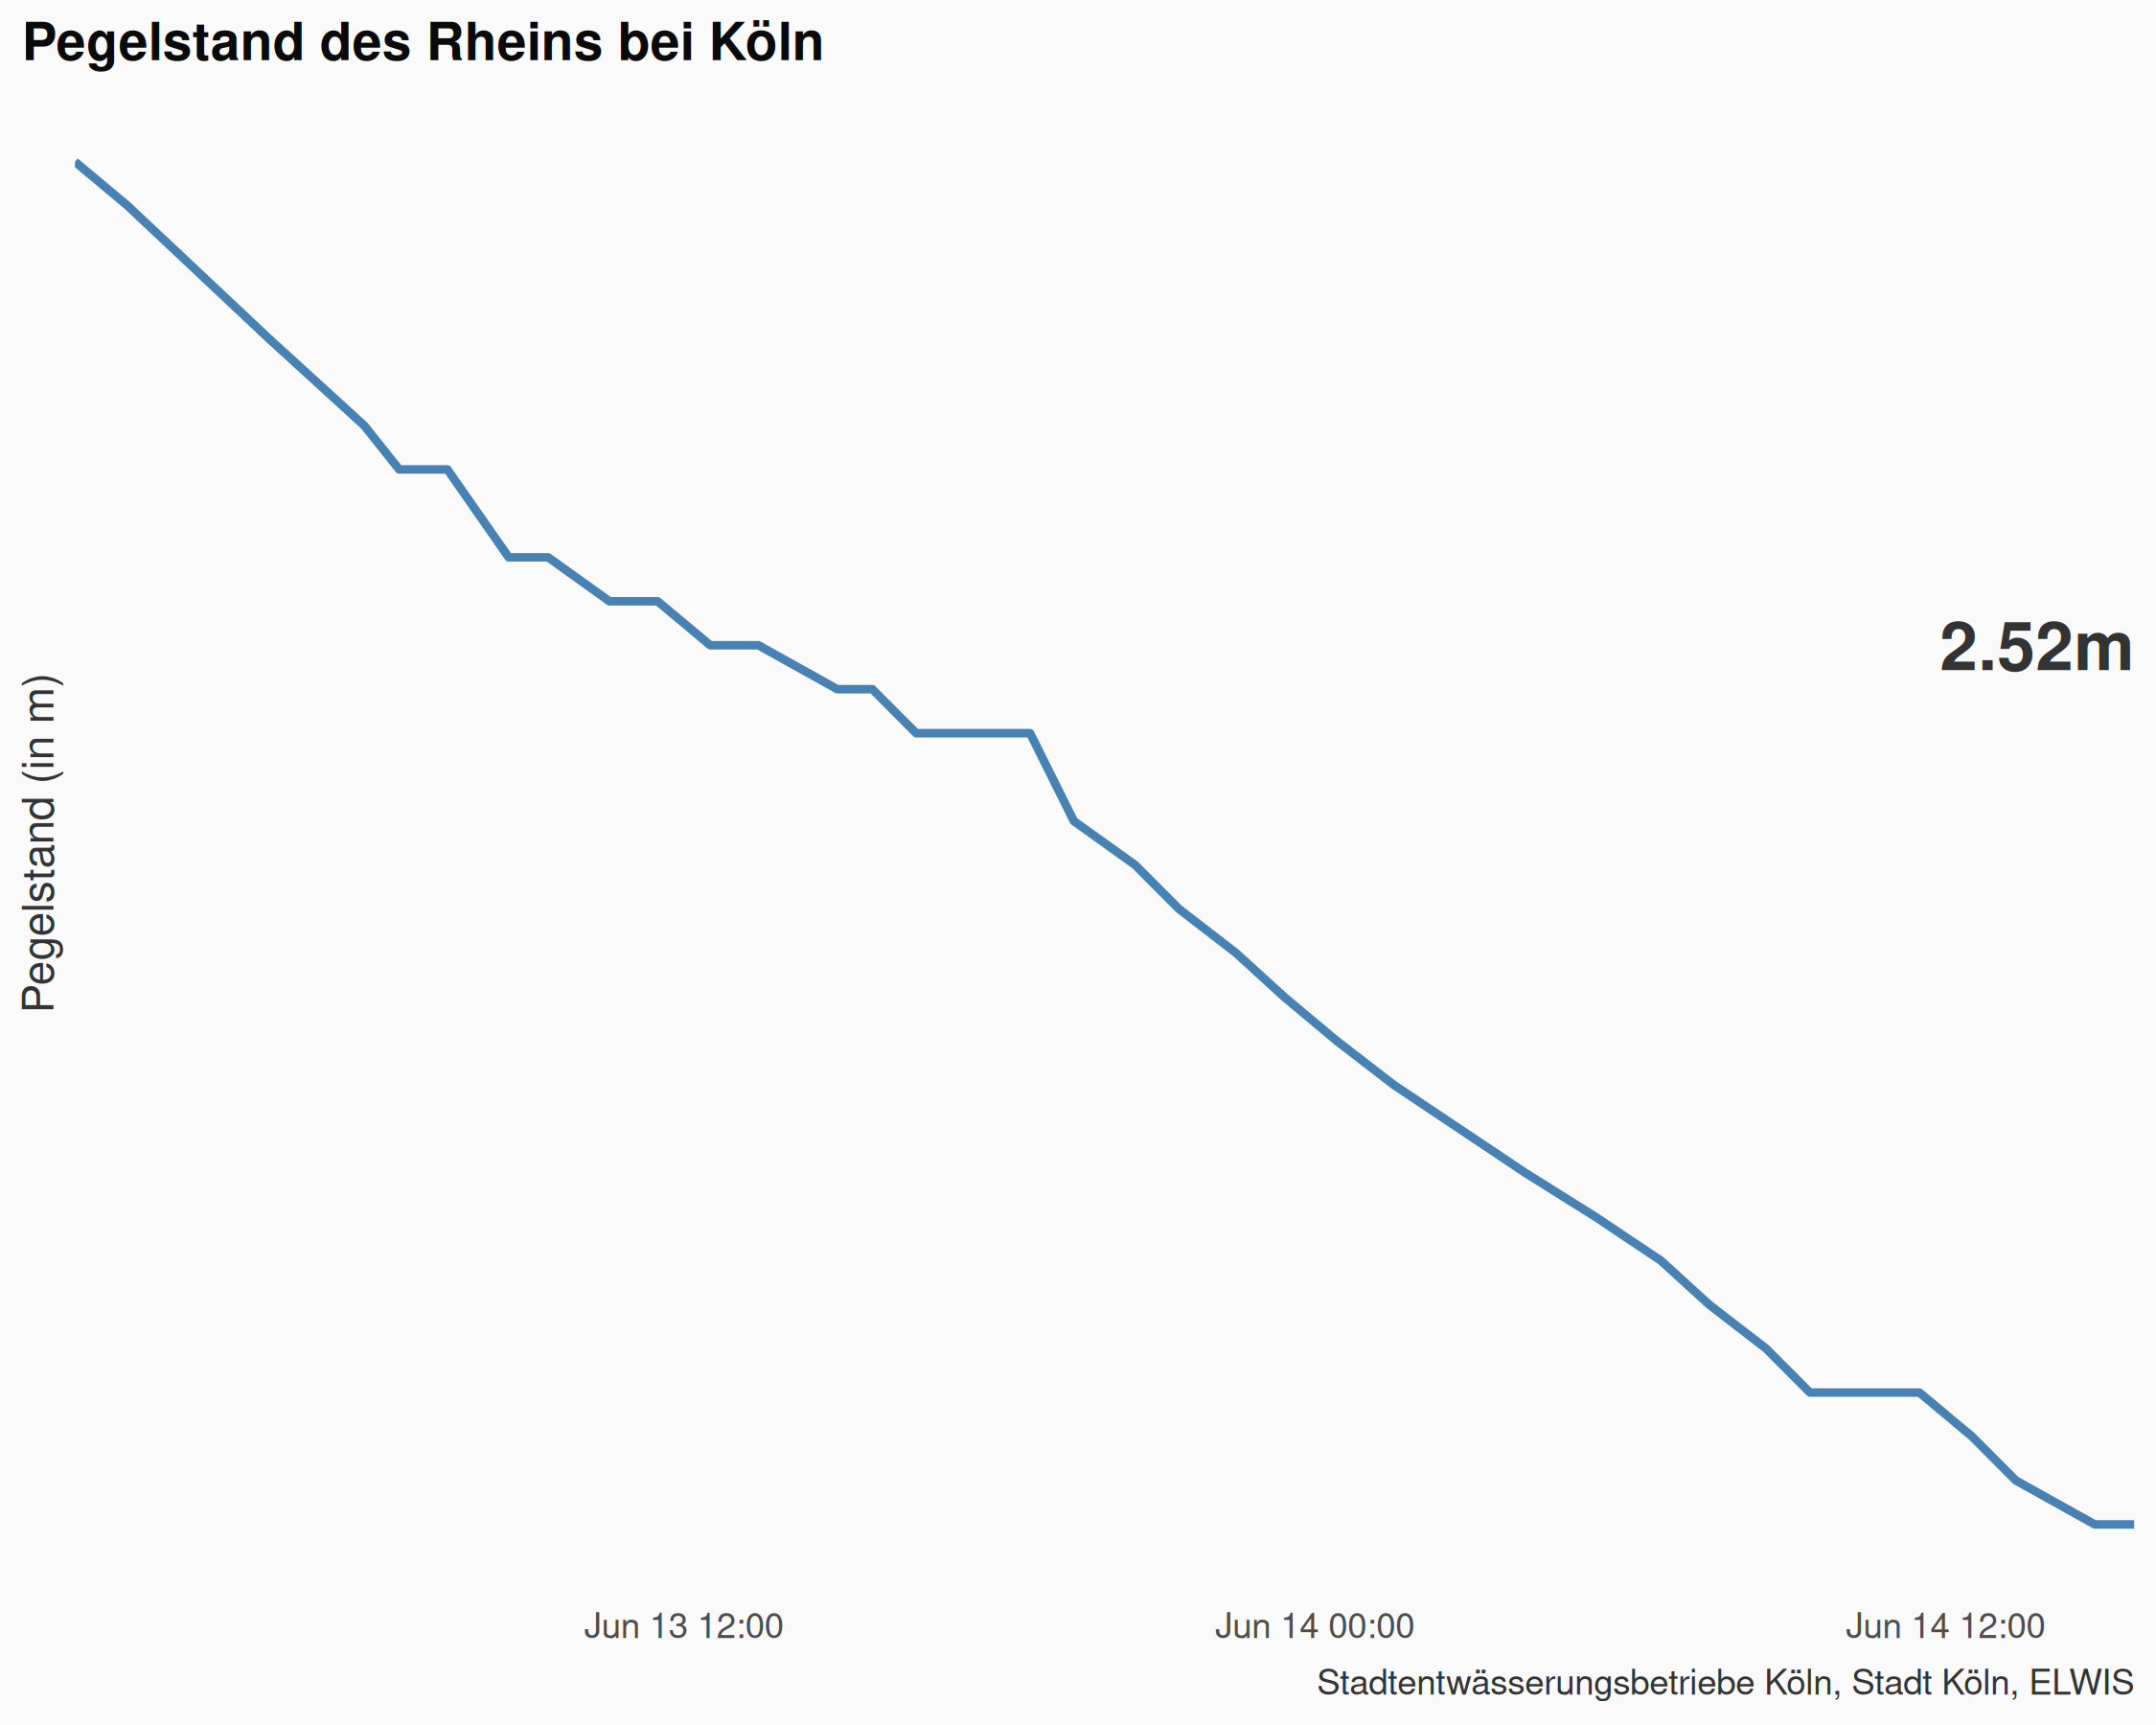 Pegelstand des Rheins bei Köln
2.52m
Pegelstand (in m)
Jun 13 12:00
Jun 14 00:00
Jun 14 12:00
Stadtentwässerungsbetriebe Köln, Stadt Köln, ELWIS